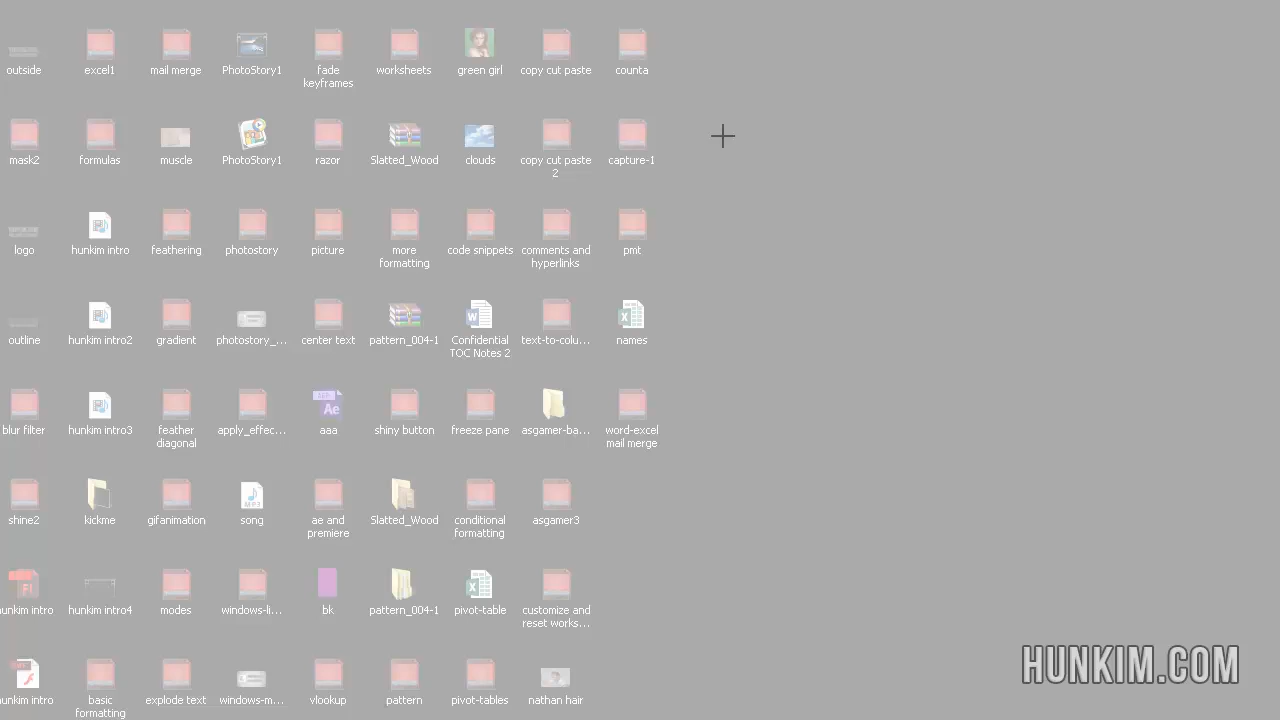 outside
excel1
mail merge
PhotoStory1
fade
keyframes
worksheets
green girl
copy cut paste
counta
mask2
formulas
muscle
PhotoStory1
razor
Slatted_Wood
clouds
copy cut paste
2
capture-1
logo
hunkim intro
feathering
photostory
picture
more
formatting
code snippets
comments and
hyperlinks
pmt
outline
hunkim intro2
gradient
photostory_...
center text
pattern_004-1
Confidential
TOC Notes 2
text-to-colu...
names
blur filter
hunkim intro3
feather
diagonal
apply_effec...
Ae
aaa
shiny button
freeze pane
asgamer-ba...
word-excel
mail merge
shine2
kickme
gifanimation
MP3
song
ae and
premiere
Slatted_Wood
conditional
formatting
asgamer3
Fl
hunkim intro
hunkim intro4
modes
windows-li...
bk
pattern_004-1
pivot-table
customize and
reset works...
hunkim intro
basic
formatting
explode text
windows-m...
vlookup
pattern
pivot-tables
nathan hair
HUNKIM.COM